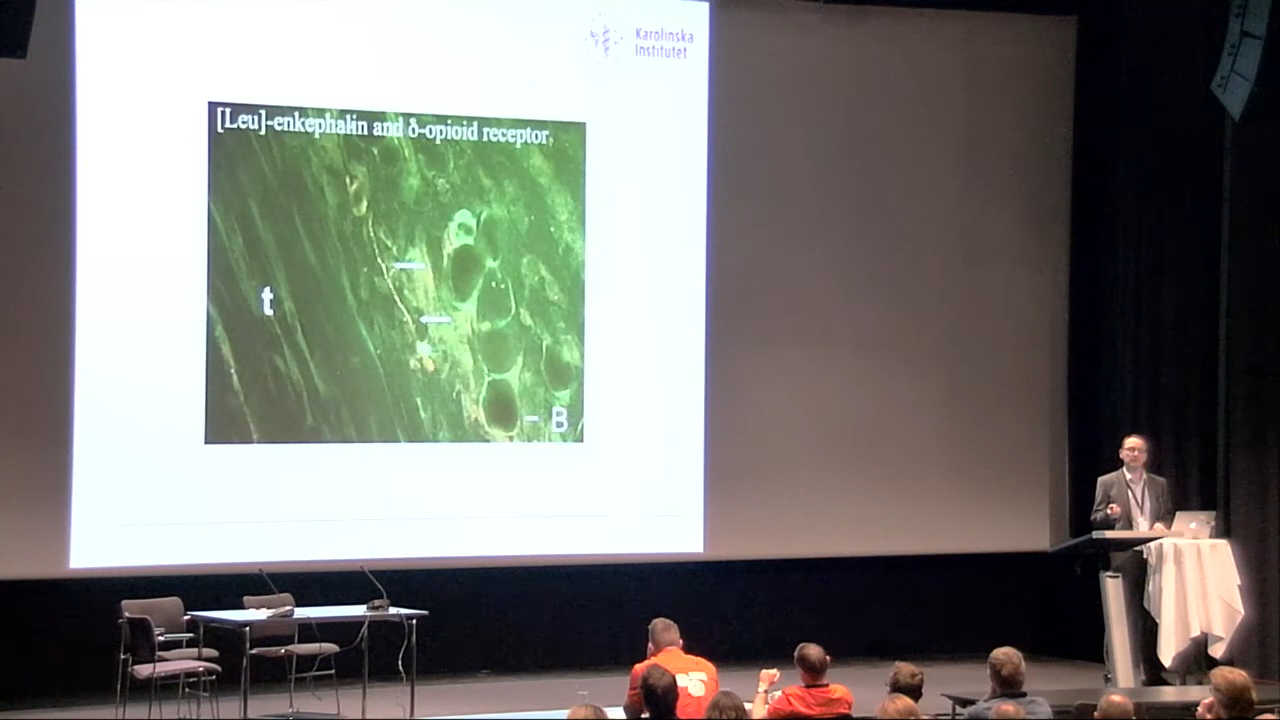 Karolinska
Institutet
[Leu]-enkephalin and δ-opioid receptor
t
B